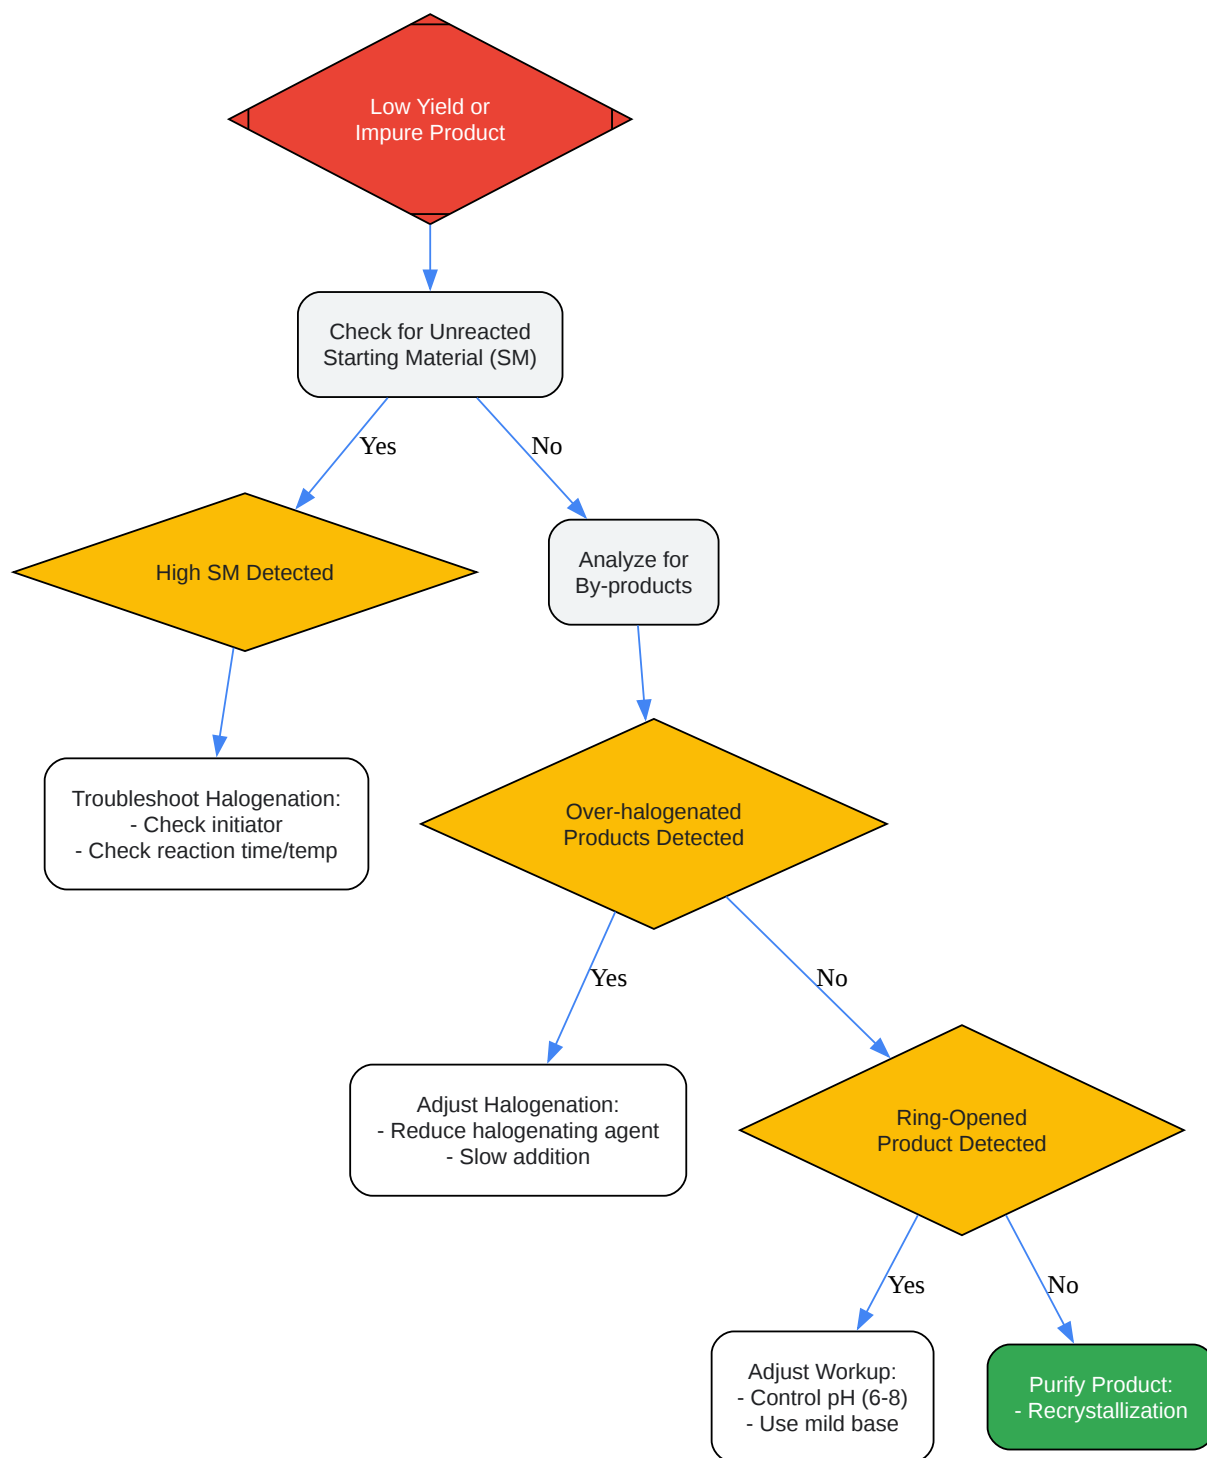 Low Yield or
Impure Product
Check for Unreacted
Starting Material (SM)
Yes
No
High SM Detected
Analyze for
By-products
Troubleshoot Halogenation:
- Check initiator
- Check reaction time/temp
Over-halogenated
Products Detected
Yes
No
Adjust Halogenation:
- Reduce halogenating agent
- Slow addition
Ring-Opened
Product Detected
Yes
No
Adjust Workup:
- Control pH (6-8)
- Use mild base
Purify Product:
- Recrystallization